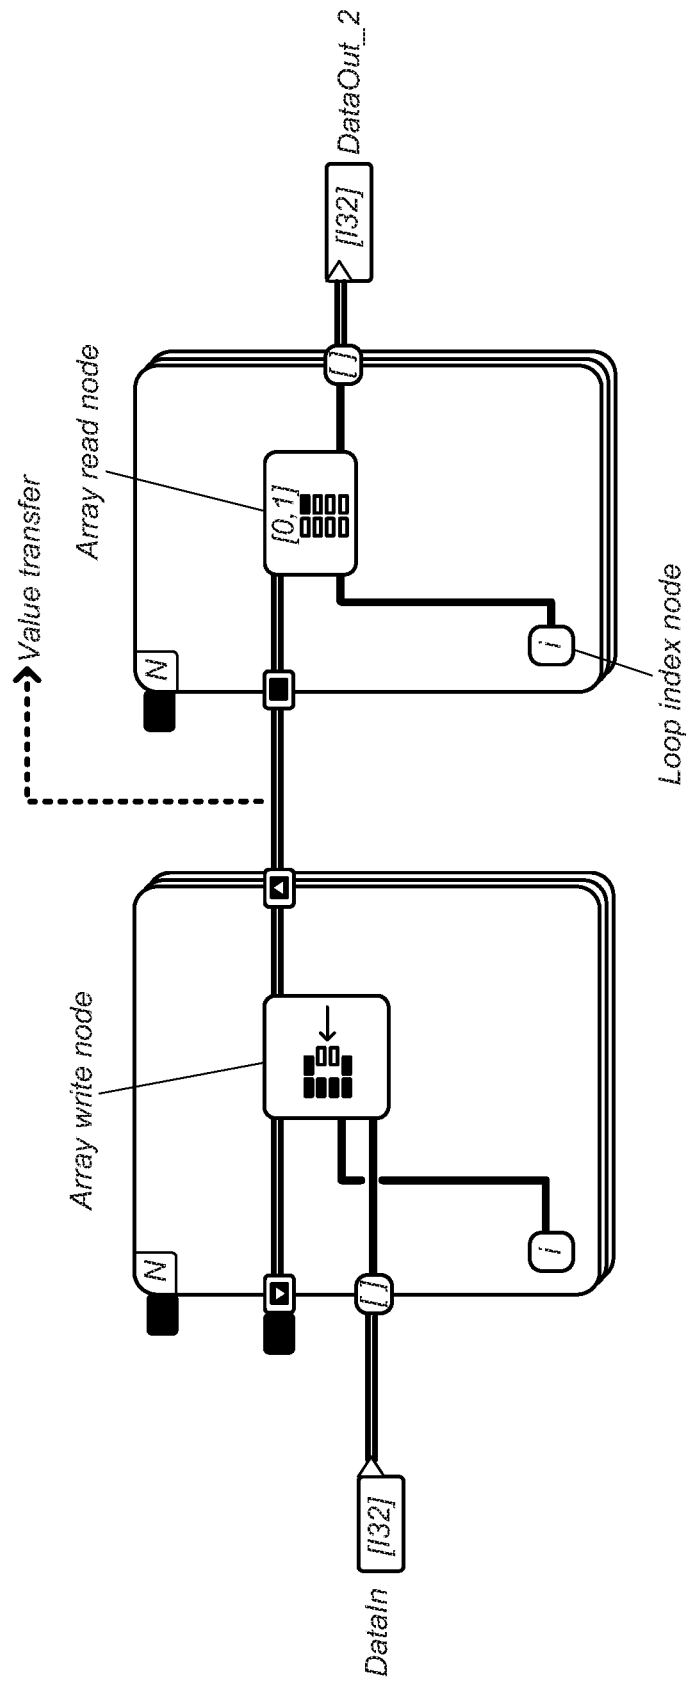 Value transfer
Array write node
Array read node
N
N
[0,1]
DataIn
[I32]
[ ]
[ ]
[I32]
DataOut_2
i
i
Loop index node